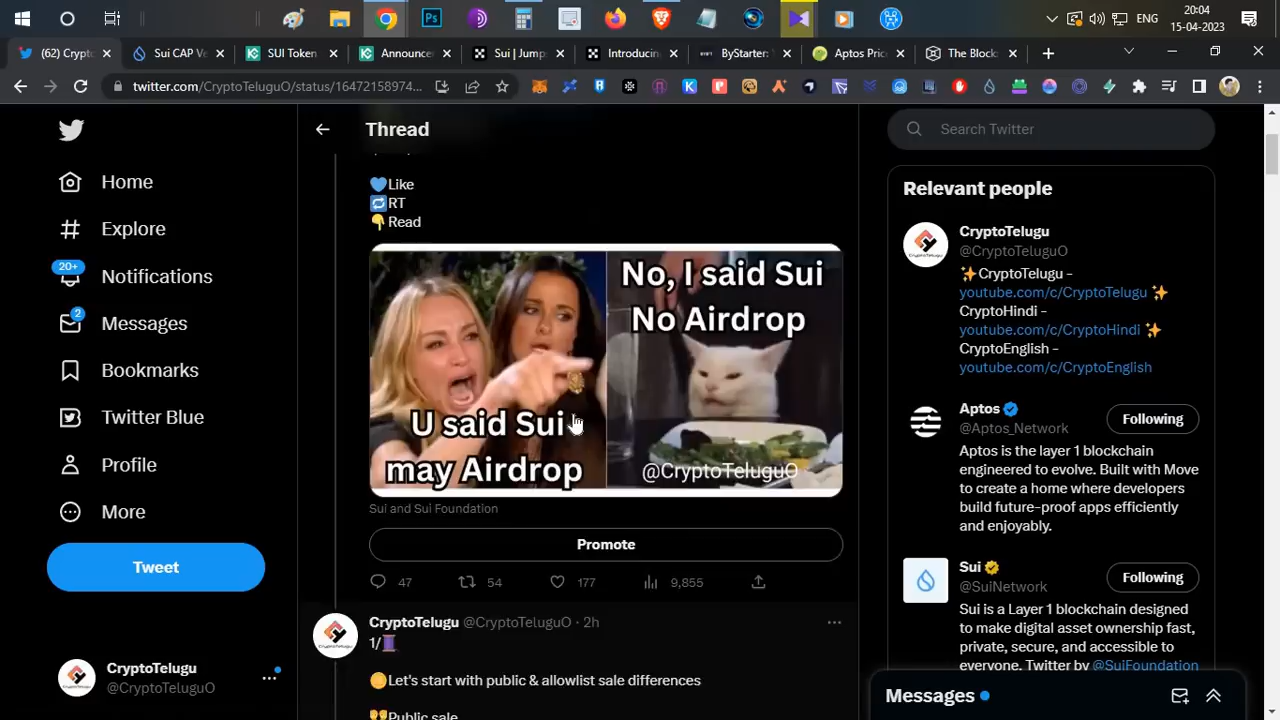 20:04
ENG
15-04-2023
(62) Crypto
Sui CAP Ve
SUI Token
Announce
Sui | Jump
Introducing
ByStarter:
Aptos Pric
The Block
twitter.com/CryptoTeluguO/status/16472158974...
Thread
Search Twitter
Home
Explore
20+
Notifications
2
Messages
Bookmarks
Twitter Blue
Profile
More
Tweet
CryptoTelugu
@CryptoTeluguO
Like
RT
Read
U said Sui
may Airdrop
No, I said Sui
No Airdrop
@CryptoTeluguO
Sui and Sui Foundation
Promote
47 54 177 9,855
CryptoTelugu @CryptoTeluguO · 2h
1/
Let's start with public & allowlist sale differences
Public sale
Relevant people
CryptoTelugu
@CryptoTeluguO
✨CryptoTelugu -
youtube.com/c/CryptoTelugu ✨
CryptoHindi -
youtube.com/c/CryptoHindi ✨
CryptoEnglish -
youtube.com/c/CryptoEnglish
Aptos
@Aptos_Network
Following
Aptos is the layer 1 blockchain
engineered to evolve. Built with Move
to create a home where developers
build future-proof apps efficiently
and enjoyably.
Sui
@SuiNetwork
Following
Sui is a Layer 1 blockchain designed
to make digital asset ownership fast,
private, secure, and accessible to
everyone. Twitter by @SuiFoundation
Messages